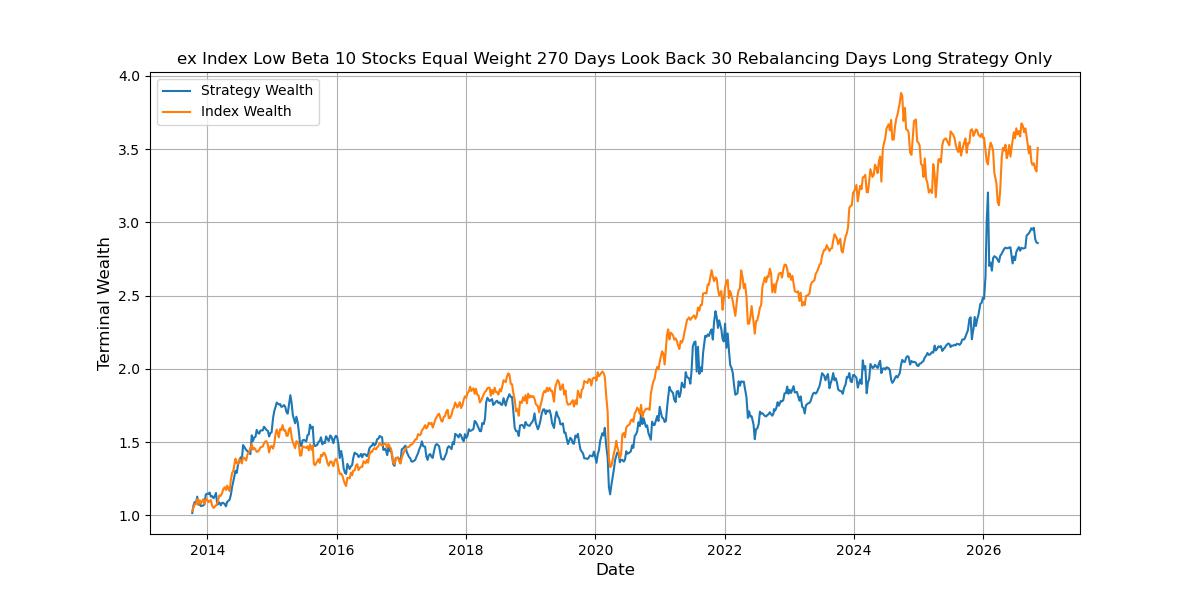 ex Index Low Beta 10 Stocks Equal Weight 270 Days Look Back 30 Rebalancing Days Long Strategy Only
Strategy Wealth
Index Wealth
Terminal Wealth
4.0
3.5
3.0
2.5
2.0
1.5
1.0
2014 2016 2018 2020 2022 2024 2026
Date